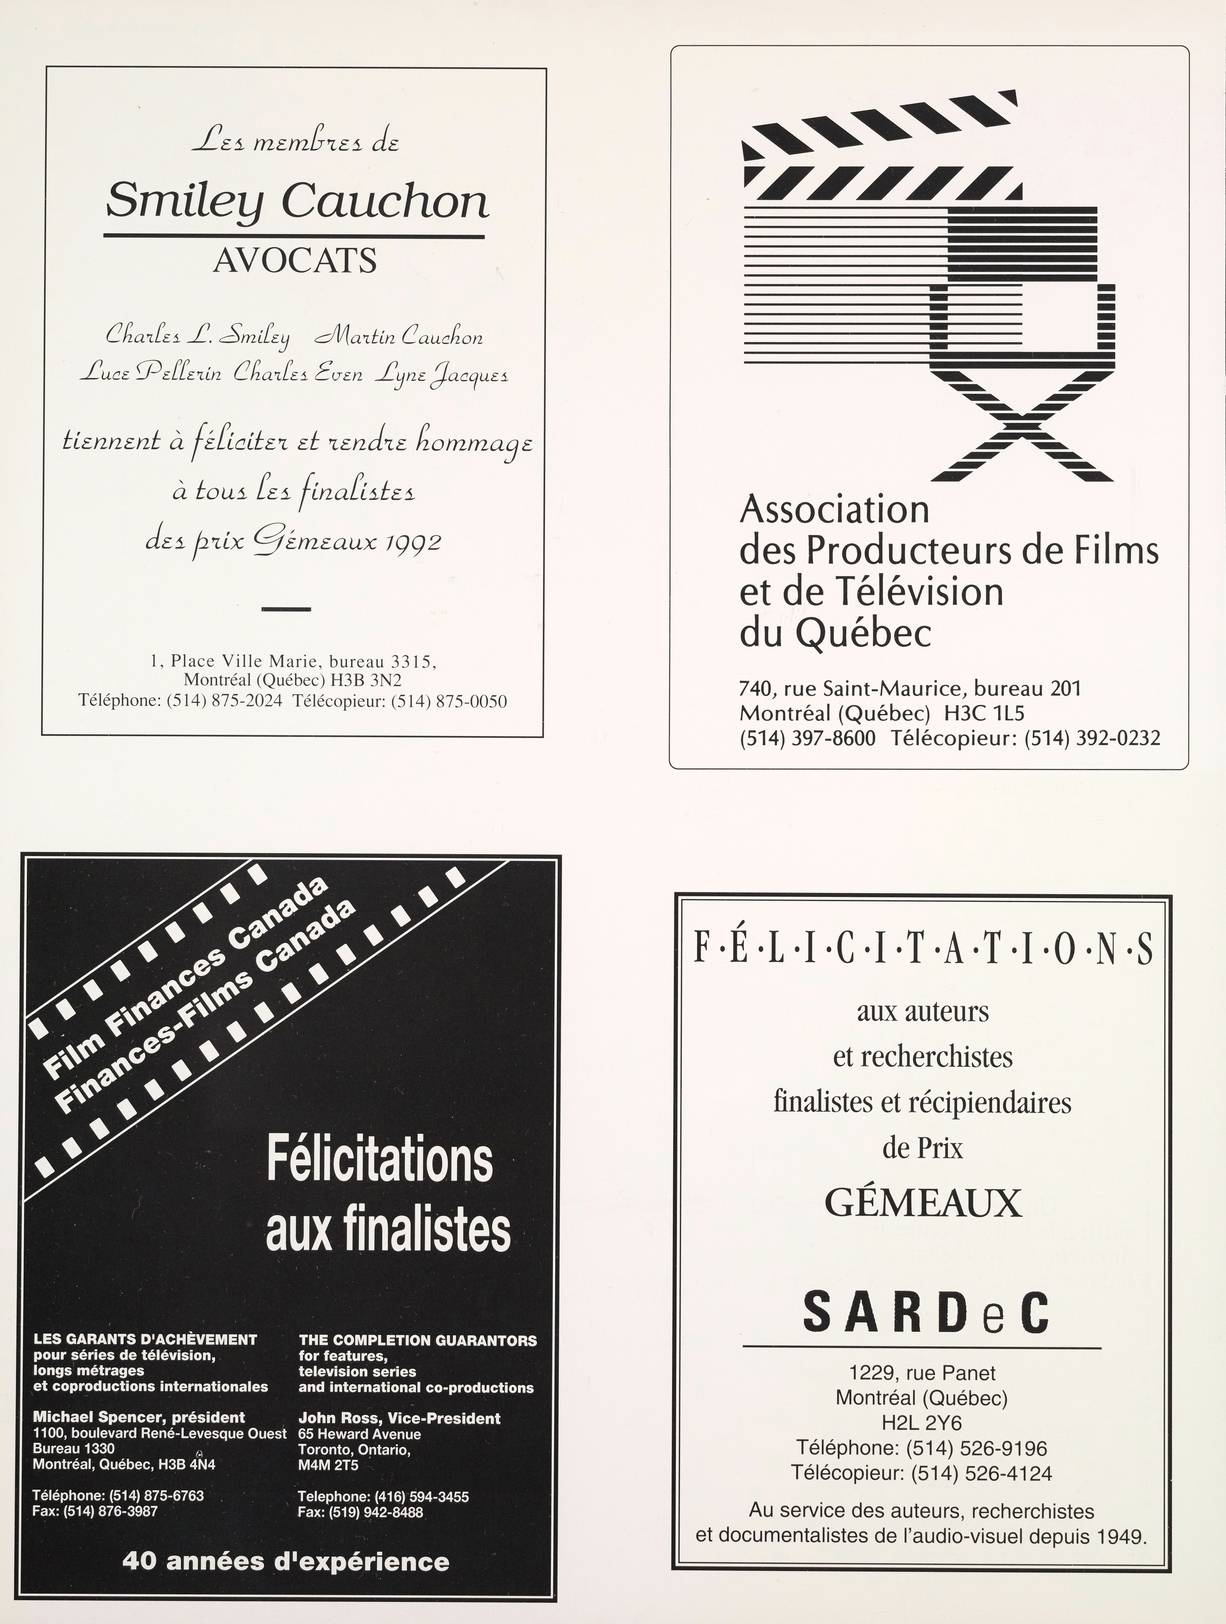 Les membres de
Smiley Cauchon
AVOCATS
Charles L. Smiley Martin Cauchon
Luce Pellerin Charles Even Lyne Jacques
tiennent à féliciter et rendre hommage
à tous les finalistes
des prix Gémeaux 1992
1, Place Ville Marie, bureau 3315,
Montréal (Québec) H3B 3N2
Téléphone: (514) 875-2024 Télécopieur: (514) 875-0050
Association
des Producteurs de Films
et de Télévision
du Québec
740, rue Saint-Maurice, bureau 201
Montréal (Québec) H3C 1L5
(514) 397-8600 Télécopieur: (514) 392-0232
Film Finances Canada
Finances-Films Canada
Félicitations
aux finalistes
LES GARANTS D'ACHÈVEMENT
pour séries de télévision,
longs métrages
et coproductions internationales
Michael Spencer, président
1100, boulevard René-Levesque Ouest
Bureau 1330
Montréal, Québec, H3B 4N4
Téléphone: (514) 875-6763
Fax: (514) 876-3987
THE COMPLETION GUARANTORS
for features,
television series
and international co-productions
John Ross, Vice-President
65 Heward Avenue
Toronto, Ontario,
M4M 2T5
Telephone: (416) 594-3455
Fax: (519) 942-8488
40 années d'expérience
F·É·L·I·C·I·T·A·T·I·O·N·S
aux auteurs
et recherchistes
finalistes et récipiendaires
de Prix
GÉMEAUX
SARDeC
1229, rue Panet
Montréal (Québec)
H2L 2Y6
Téléphone: (514) 526-9196
Télécopieur: (514) 526-4124
Au service des auteurs, recherchistes
et documentalistes de l'audio-visuel depuis 1949.